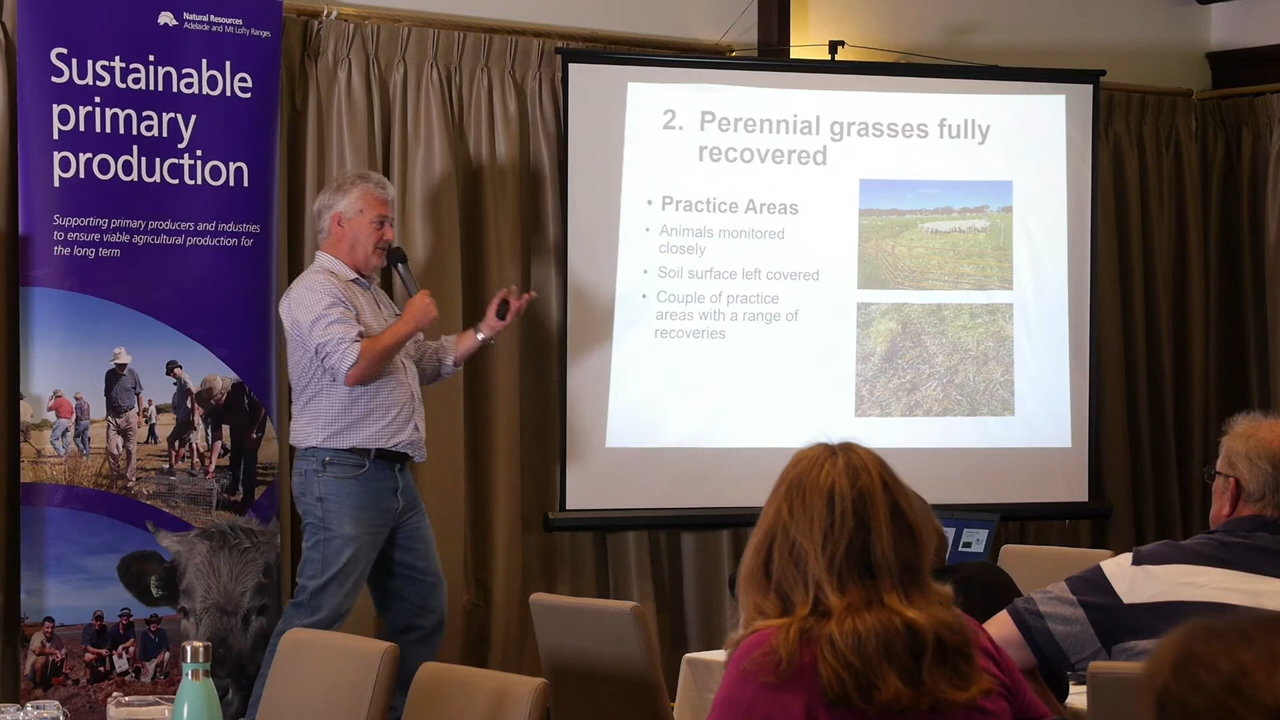 Natural Resources
Adelaide and Mt Lofty Ranges
Sustainable
primary
production
Supporting primary producers and industries
to ensure viable agricultural production for
the long term
2. Perennial grasses fully
recovered
• Practice Areas
• Animals monitored
closely
• Soil surface left covered
• Couple of practice
areas with a range of
recoveries